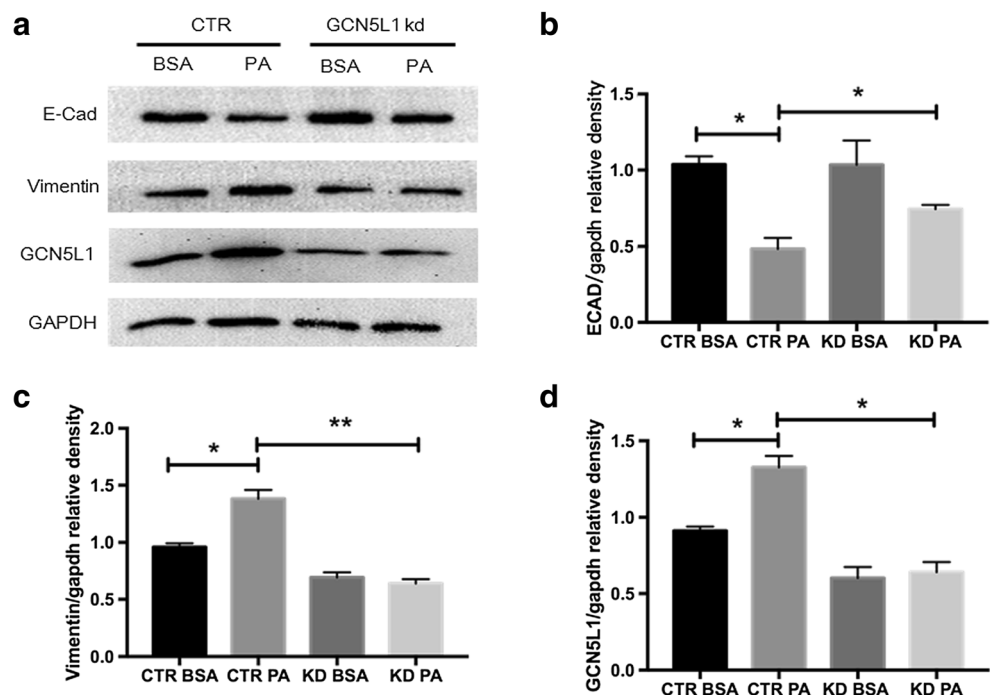 a
CTR GCN5L1 kd
BSA PA BSA PA
E-Cad
Vimentin
GCN5L1
GAPDH
b
ECAD/gapdh relative density
1.5
1.0
0.5
0.0
* *
CTR BSA CTR PA KD BSA KD PA
c
Vimentin/gapdh relative density
2.0
1.5
1.0
0.5
0.0
* **
CTR BSA CTR PA KD BSA KD PA
d
GCN5L1/gapdh relative density
1.5
1.0
0.5
0.0
* *
CTR BSA CTR PA KD BSA KD PA